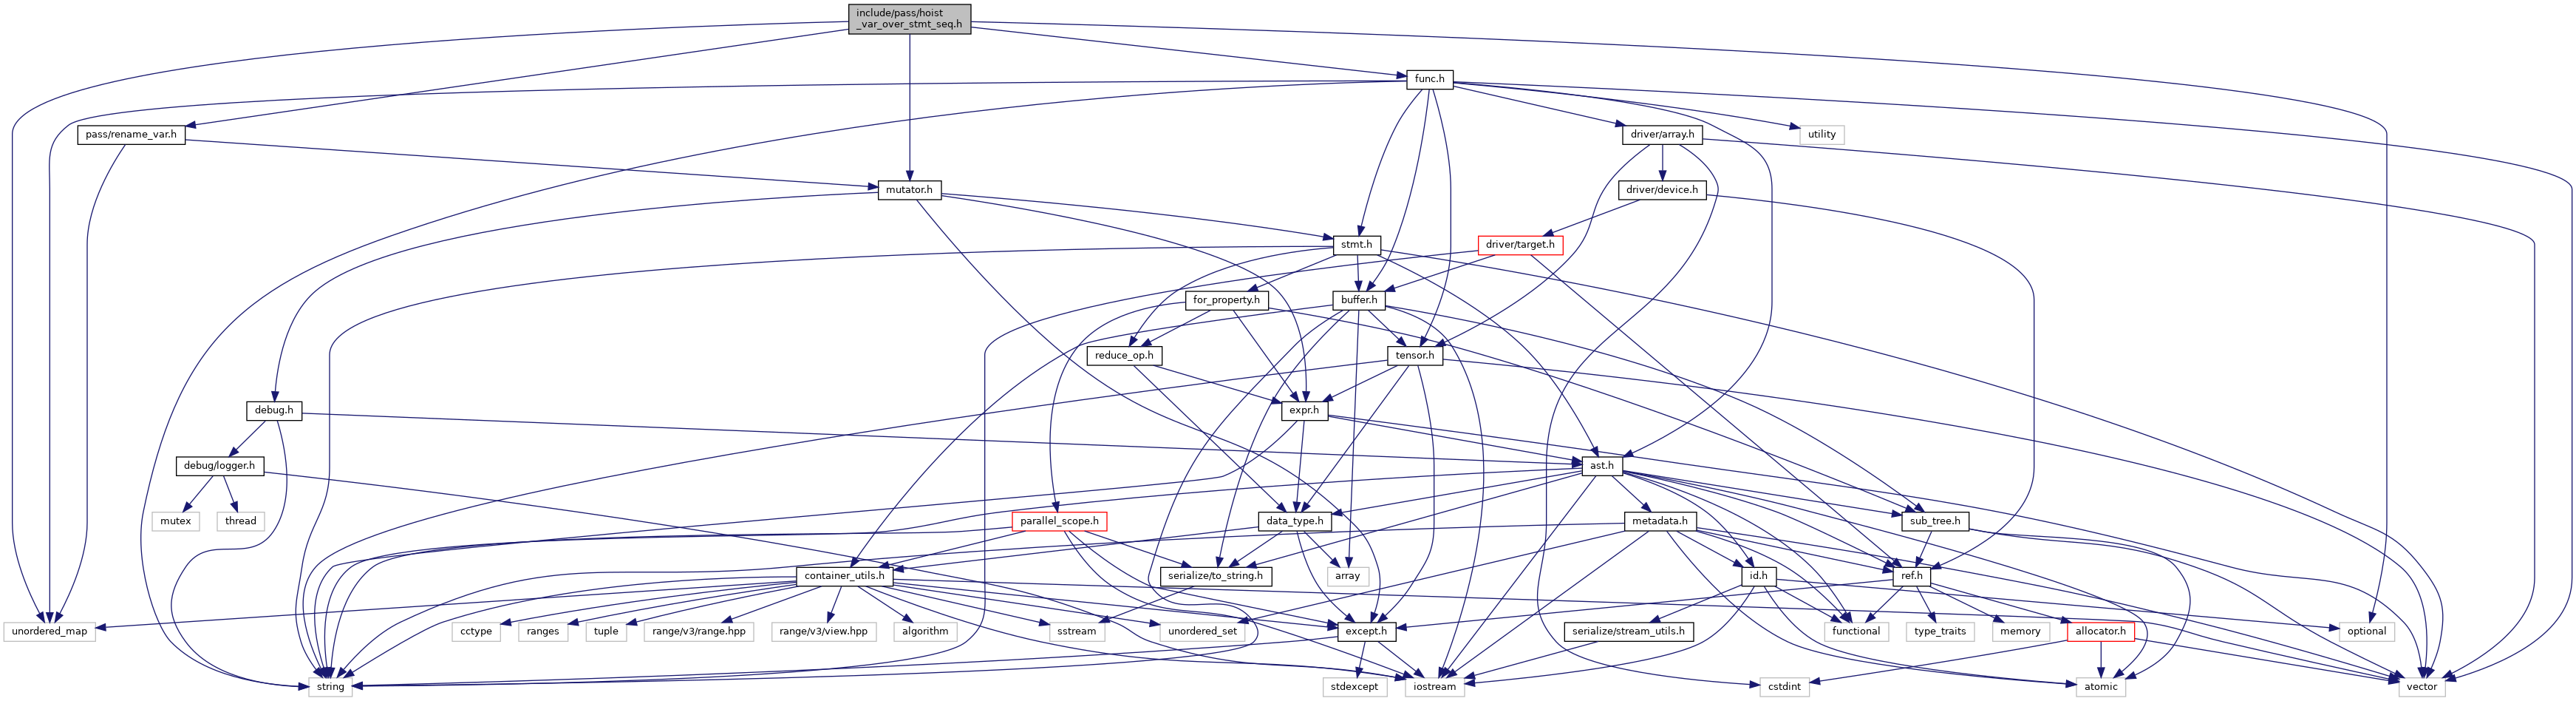 include/pass/hoist
_var_over_stmt_seq.h
func.h
pass/rename_var.h
driver/array.h
utility
mutator.h
driver/device.h
stmt.h
driver/target.h
for_property.h
buffer.h
reduce_op.h
tensor.h
debug.h
expr.h
debug/logger.h
ast.h
mutex
thread
parallel_scope.h
data_type.h
metadata.h
sub_tree.h
container_utils.h
serialize/to_string.h
array
id.h
ref.h
unordered_map
cctype
ranges
tuple
range/v3/range.hpp
range/v3/view.hpp
algorithm
sstream
unordered_set
except.h
serialize/stream_utils.h
functional
type_traits
memory
allocator.h
optional
string
stdexcept
iostream
cstdint
atomic
vector